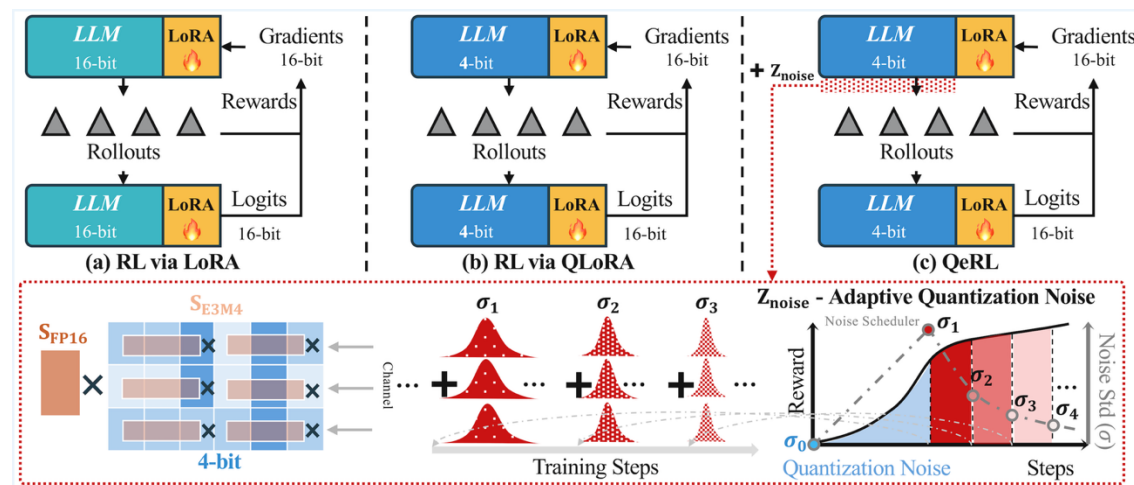 LLM
16-bit
LoRA
Gradients
16-bit
Rewards
Rollouts
LLM
16-bit
LoRA
Logits
16-bit
(a) RL via LoRA
LLM
4-bit
LoRA
Gradients
16-bit
Rewards
Rollouts
LLM
4-bit
LoRA
Logits
16-bit
(b) RL via QLoRA
+ Znoise
LLM
4-bit
LoRA
Gradients
16-bit
Rewards
Rollouts
LLM
4-bit
LoRA
Logits
16-bit
(c) QeRL
SFP16
×
SE3M4
4-bit
Channel
σ1
σ2
σ3
...
+
...
+
...
+
Training Steps
Znoise - Adaptive Quantization Noise
Noise Scheduler
σ1
σ2
σ3
σ4
...
σ0
Reward
Noise Std (σ)
Quantization Noise
Steps